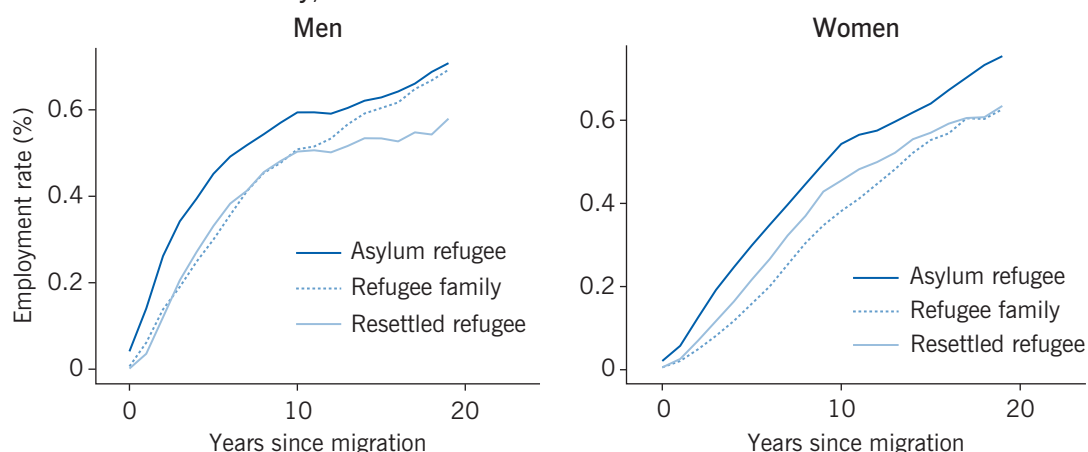 Men
Women
Employment rate (%)
0.6
0.4
0.2
0
Asylum refugee
Refugee family
Resettled refugee
0
10
20
Years since migration
0.6
0.4
0.2
0
Asylum refugee
Refugee family
Resettled refugee
0
10
20
Years since migration